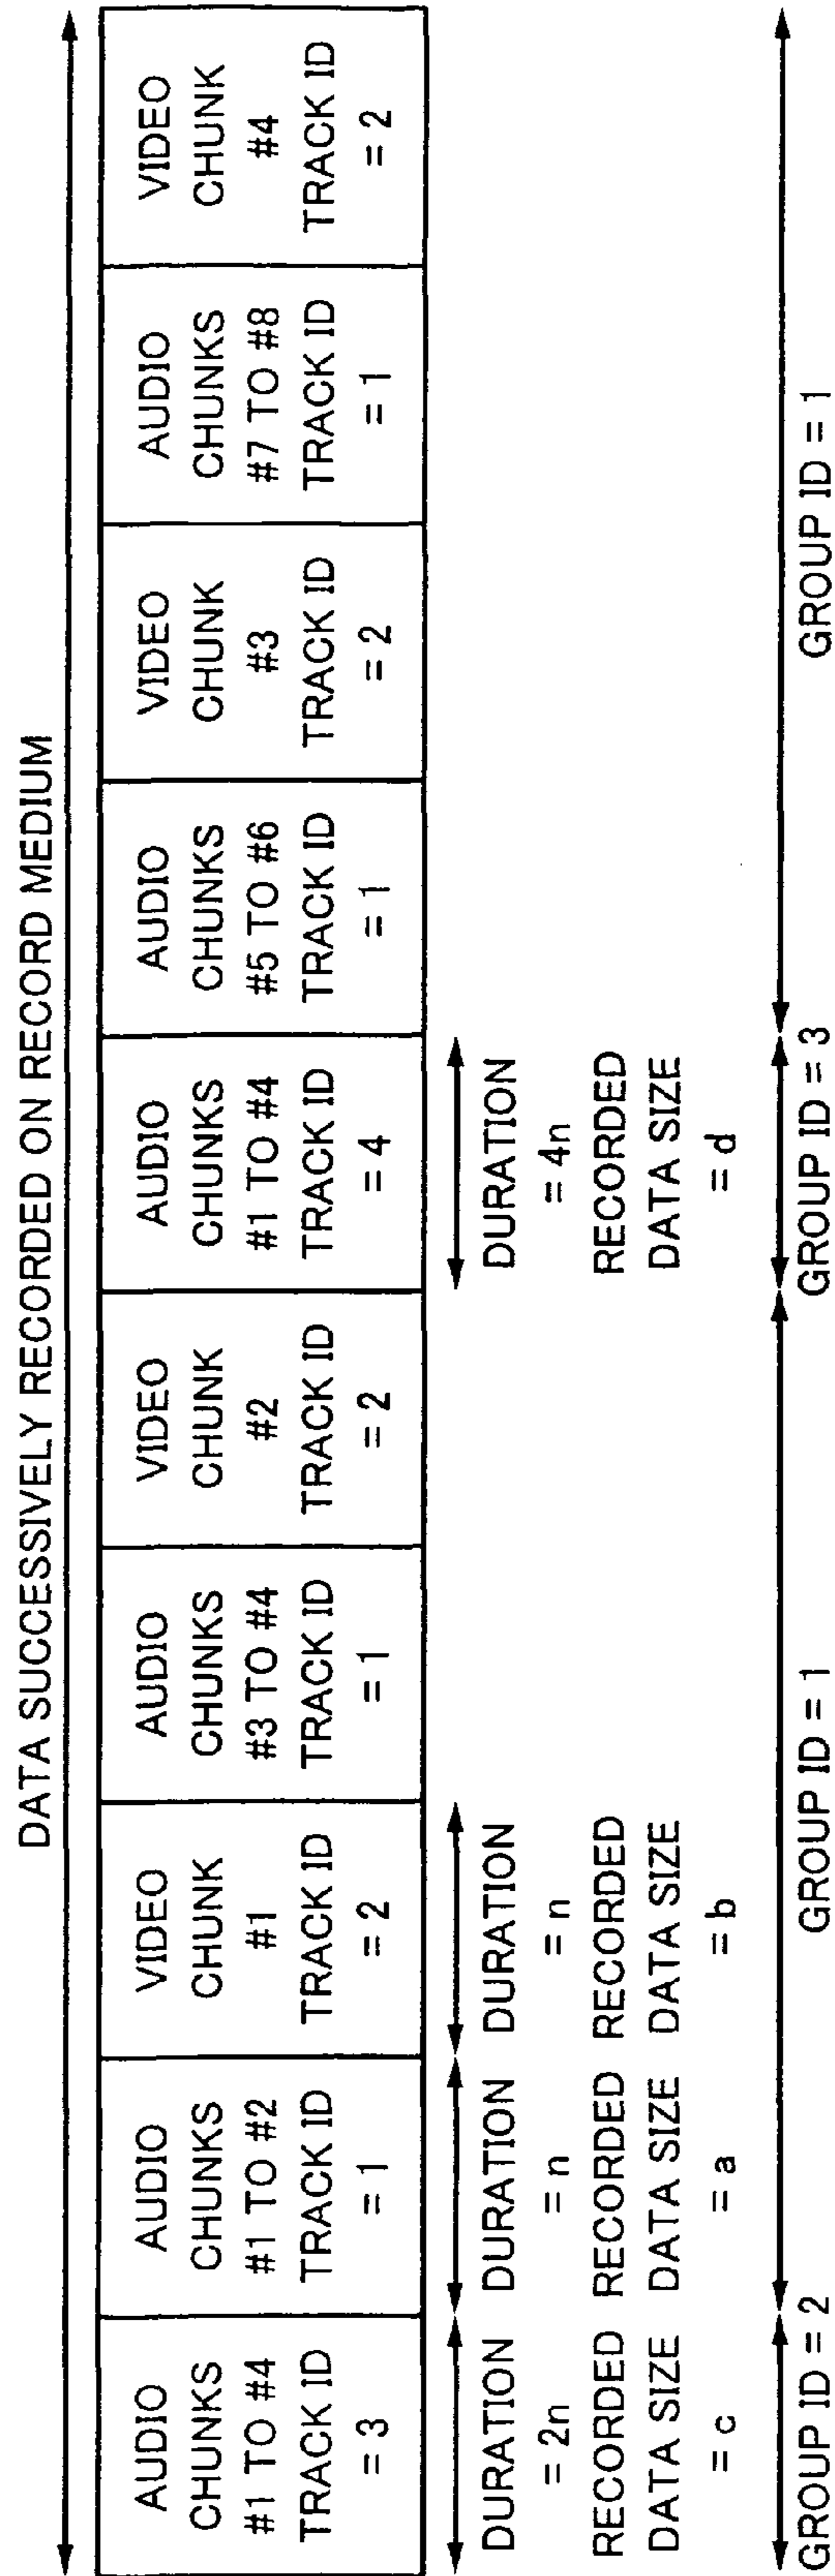 DATA SUCCESSIVELY RECORDED ON RECORD MEDIUM
AUDIO
CHUNKS
#1 TO #4
TRACK ID
= 3
AUDIO
CHUNKS
#1 TO #2
TRACK ID
= 1
VIDEO
CHUNK
#1
TRACK ID
= 2
AUDIO
CHUNKS
#3 TO #4
TRACK ID
= 1
VIDEO
CHUNK
#2
TRACK ID
= 2
AUDIO
CHUNKS
#1 TO #4
TRACK ID
= 4
AUDIO
CHUNKS
#5 TO #6
TRACK ID
= 1
VIDEO
CHUNK
#3
TRACK ID
= 2
AUDIO
CHUNKS
#7 TO #8
TRACK ID
= 1
VIDEO
CHUNK
#4
TRACK ID
= 2
DURATION
= 2n
RECORDED
DATA SIZE
= c
DURATION
= n
RECORDED
DATA SIZE
= a
DURATION
= n
RECORDED
DATA SIZE
= b
DURATION
= 4n
RECORDED
DATA SIZE
= d
GROUP ID = 2
GROUP ID = 1
GROUP ID = 3
GROUP ID = 1